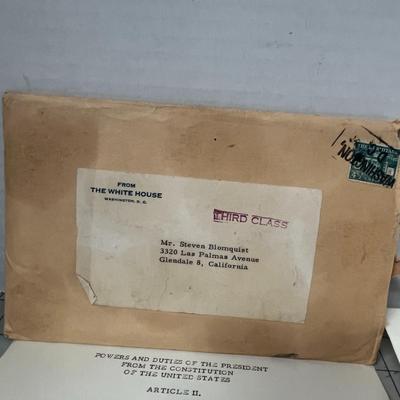 FROM
THE WHITE HOUSE
WASHINGTON, D. C.
THIRD CLASS
WASHINGTON
Mr. Steven Blomquist
3320 Las Palmas Avenue
Glendale 8, California
POWERS AND DUTIES OF THE PRESIDENT
FROM THE CONSTITUTION
OF THE UNITED STATES
ARTICLE II.